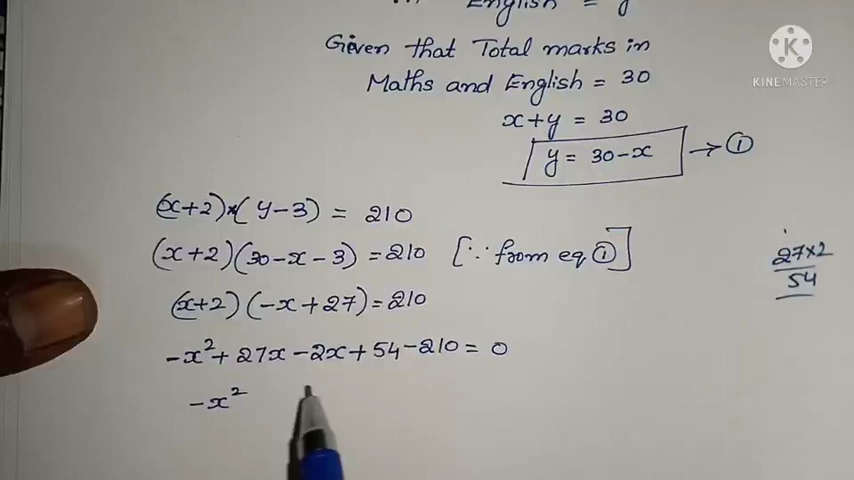 English = y
Given that Total marks in
Maths and English = 30
x+y = 30
y = 30-x → ①
(x+2)×(y-3) = 210
(x+2)(30-x-3) = 210 [∵ from eq ①]
(x+2)(-x+27) = 210
-x²+27x-2x+54-210 = 0
-x²
27×2
54
KINEMASTER